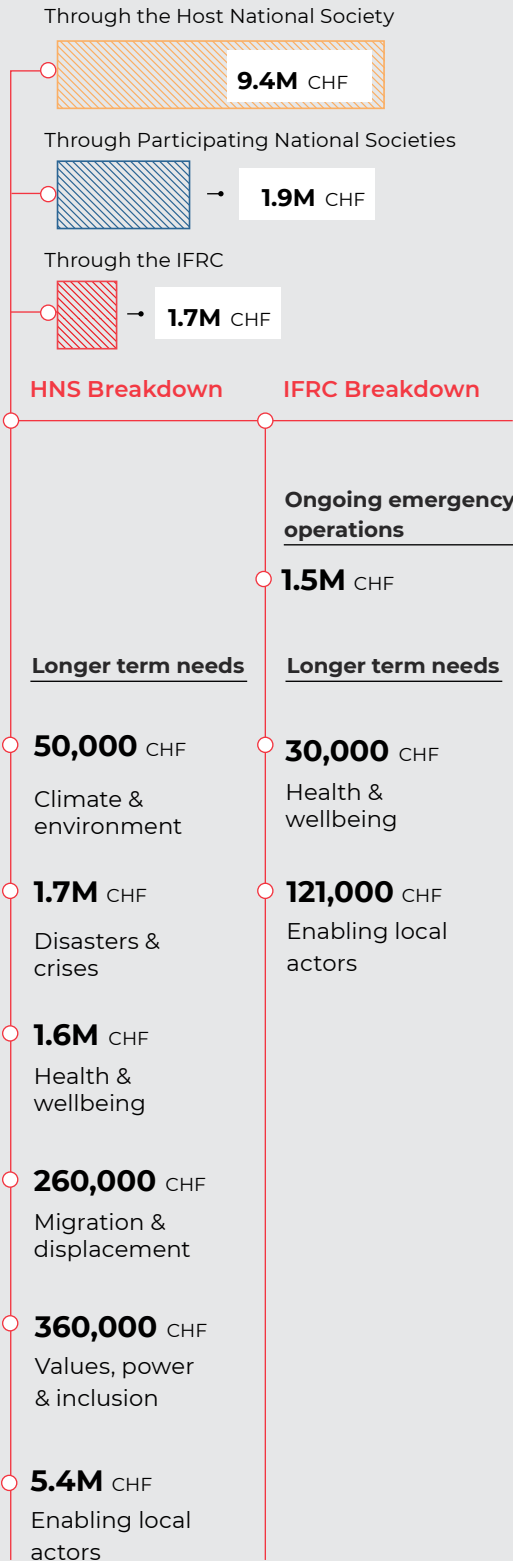 Through the Host National Society
9.4M CHF
Through Participating National Societies
1.9M CHF
Through the IFRC
1.7M CHF
HNS Breakdown
Longer term needs
50,000 CHF
Climate &
environment
1.7M CHF
Disasters &
crises
1.6M CHF
Health &
wellbeing
260,000 CHF
Migration &
displacement
360,000 CHF
Values, power
& inclusion
5.4M CHF
Enabling local
actors
IFRC Breakdown
Ongoing emergency
operations
1.5M CHF
Longer term needs
30,000 CHF
Health &
wellbeing
121,000 CHF
Enabling local
actors